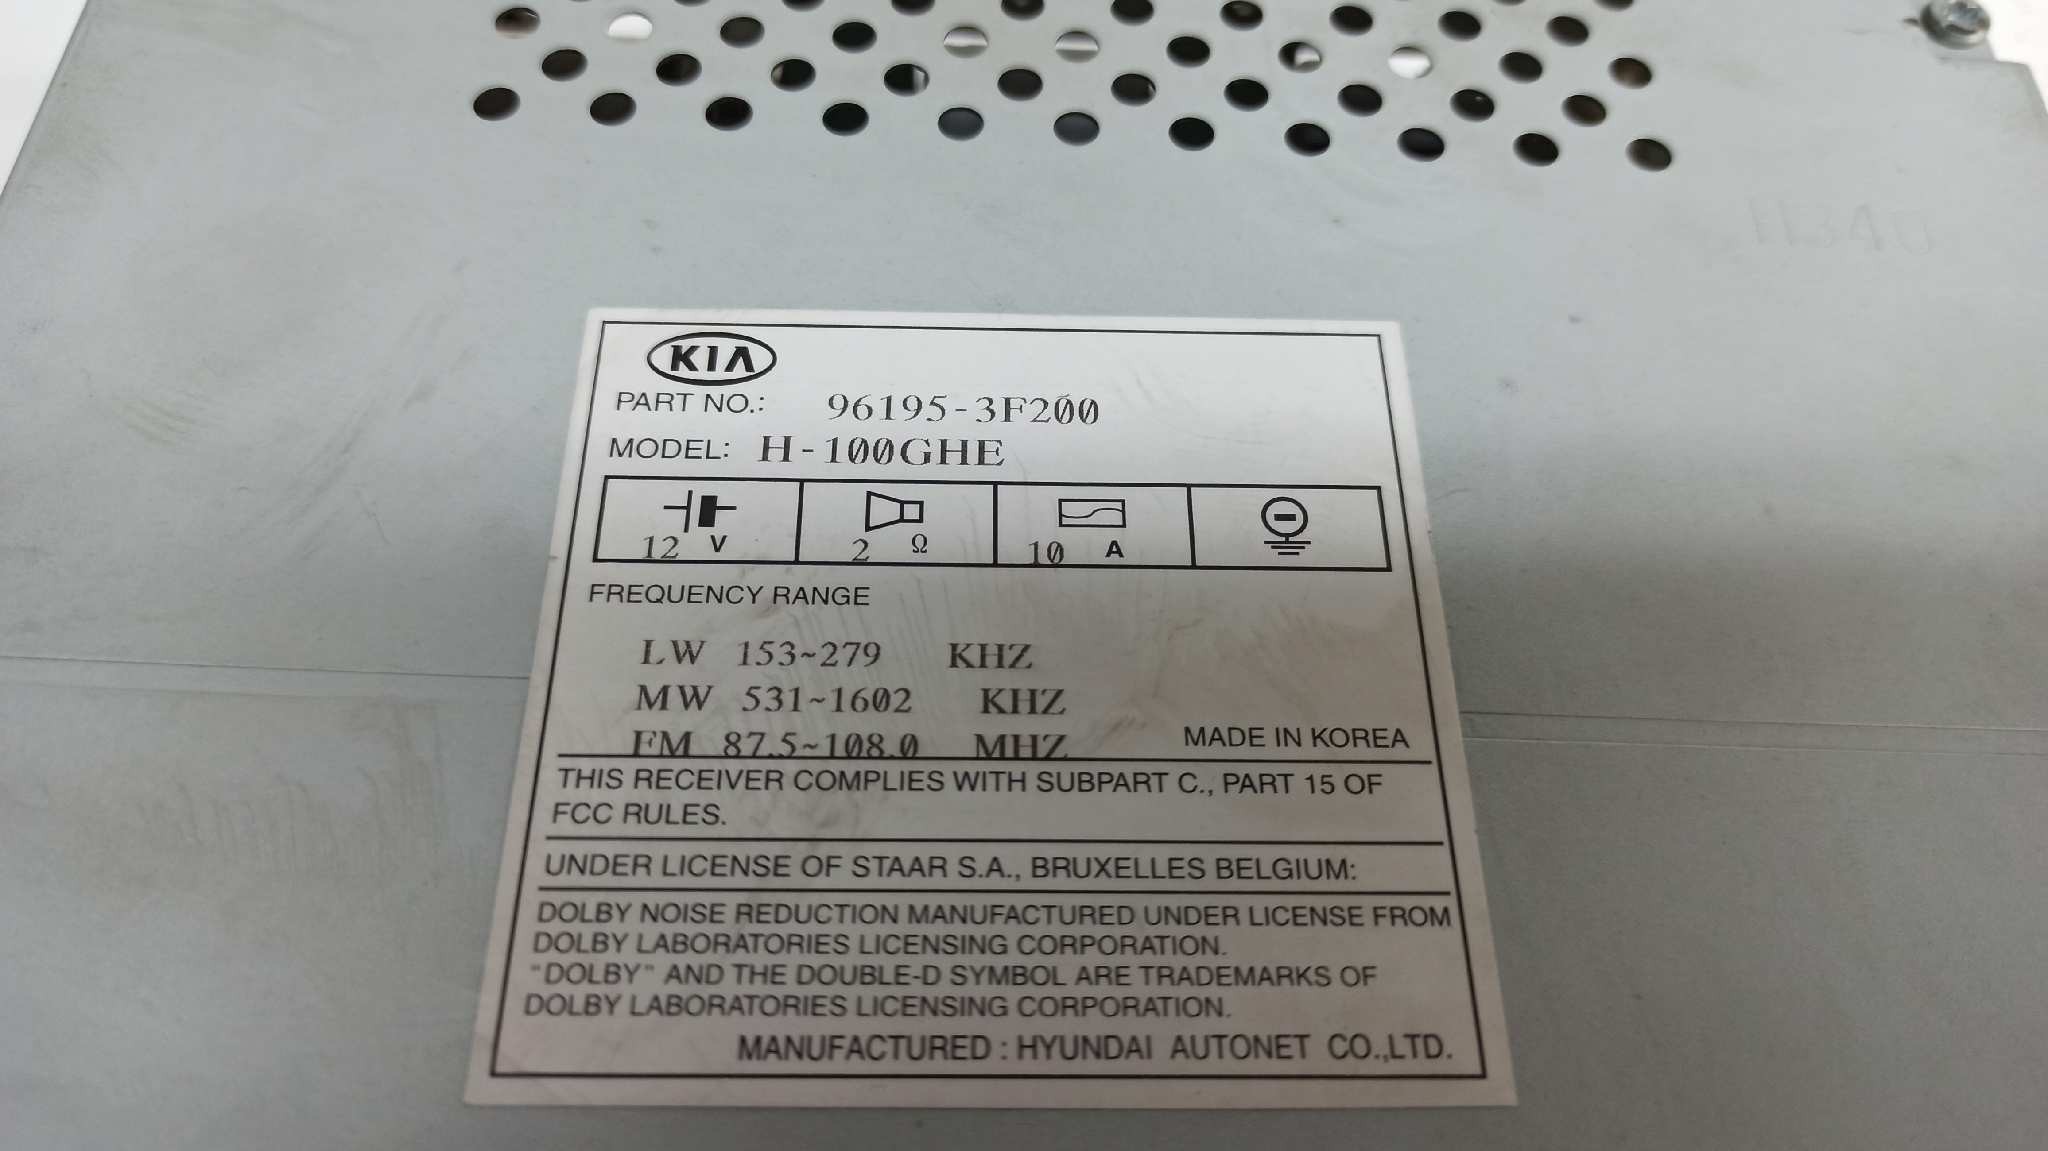 KIA
PART NO.: 96195-3F200
MODEL: H-100GHE
12 V 2 Ω 10 A
FREQUENCY RANGE
LW 153~279 KHZ
MW 531~1602 KHZ
FM 87.5~108.0 MHZ MADE IN KOREA
THIS RECEIVER COMPLIES WITH SUBPART C., PART 15 OF
FCC RULES.
UNDER LICENSE OF STAAR S.A., BRUXELLES BELGIUM:
DOLBY NOISE REDUCTION MANUFACTURED UNDER LICENSE FROM
DOLBY LABORATORIES LICENSING CORPORATION.
"DOLBY" AND THE DOUBLE-D SYMBOL ARE TRADEMARKS OF
DOLBY LABORATORIES LICENSING CORPORATION.
MANUFACTURED : HYUNDAI AUTONET CO.,LTD.